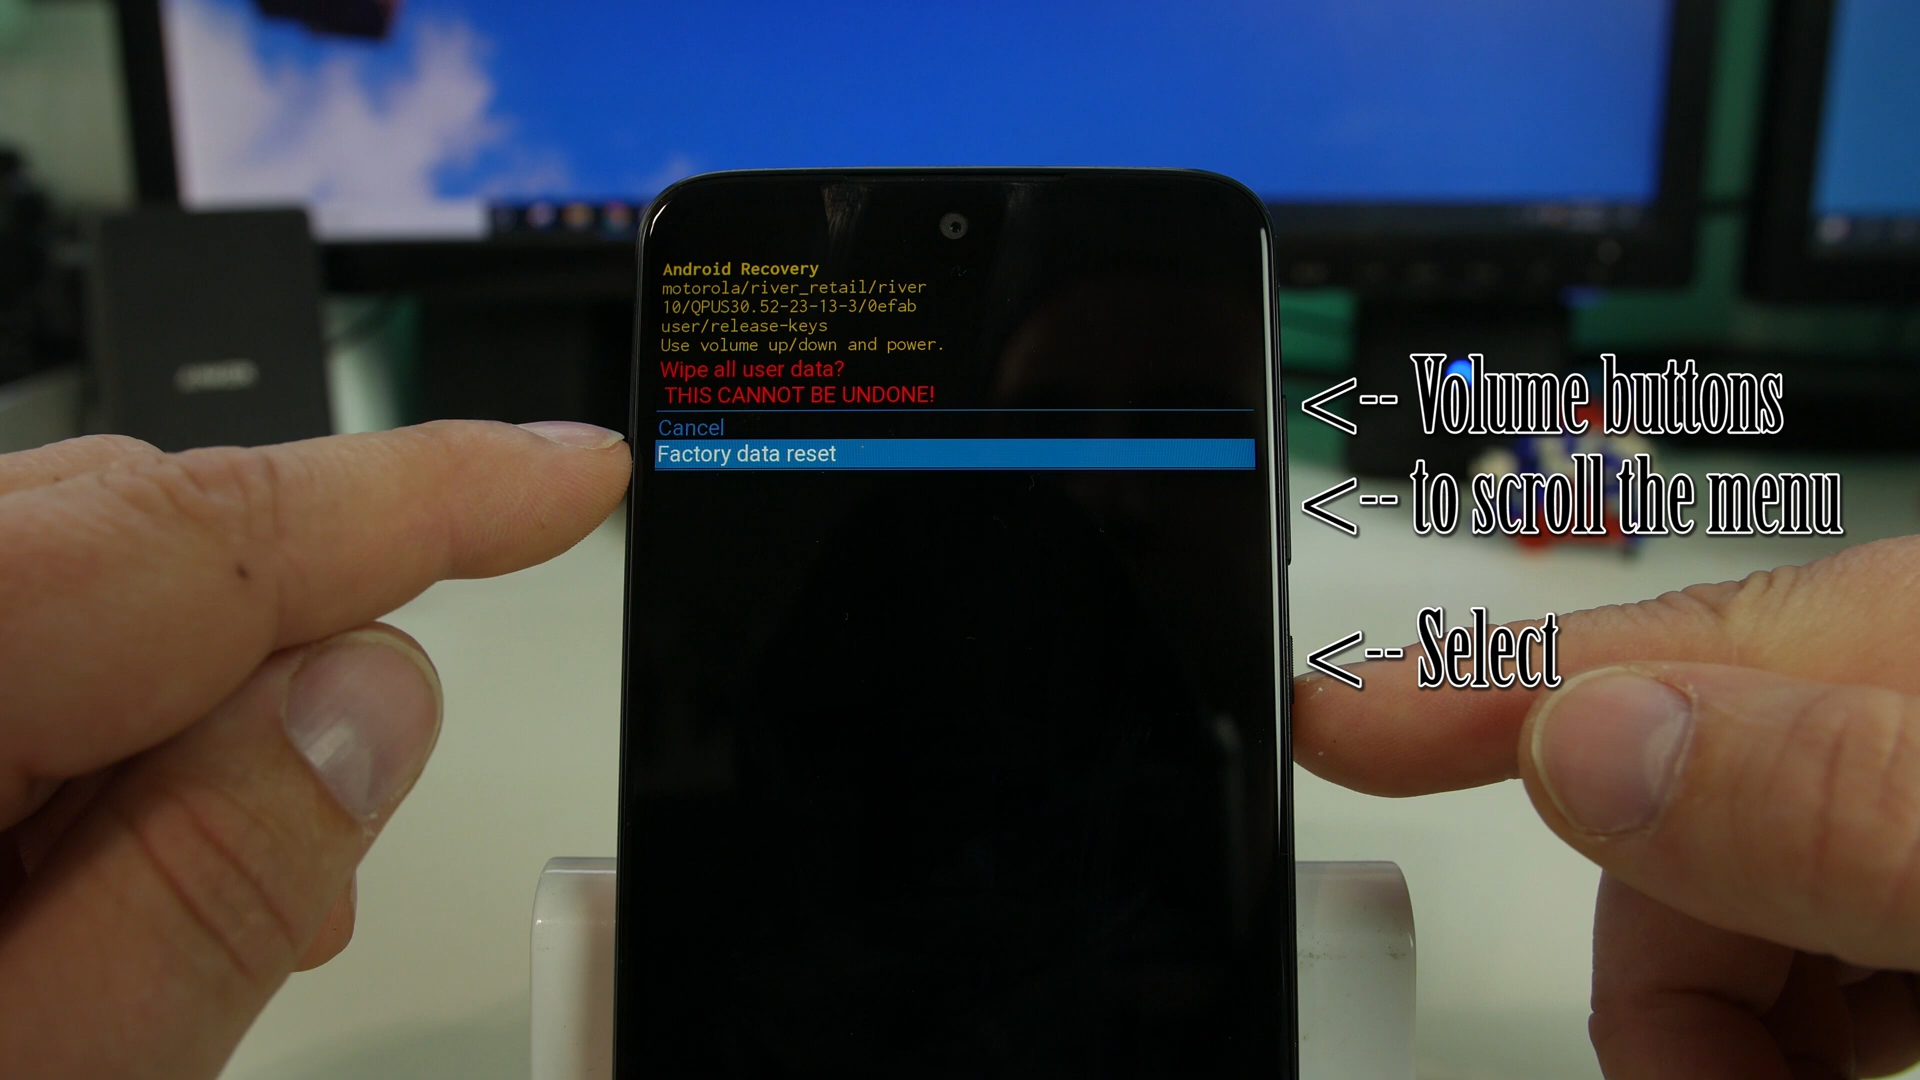 Android Recovery
motorola/river_retail/river
10/QPUS30.52-23-13-3/0efab
user/release-keys
Use volume up/down and power.
Wipe all user data?
THIS CANNOT BE UNDONE!
Cancel
Factory data reset
<-- Volume buttons
<-- to scroll the menu
<-- Select